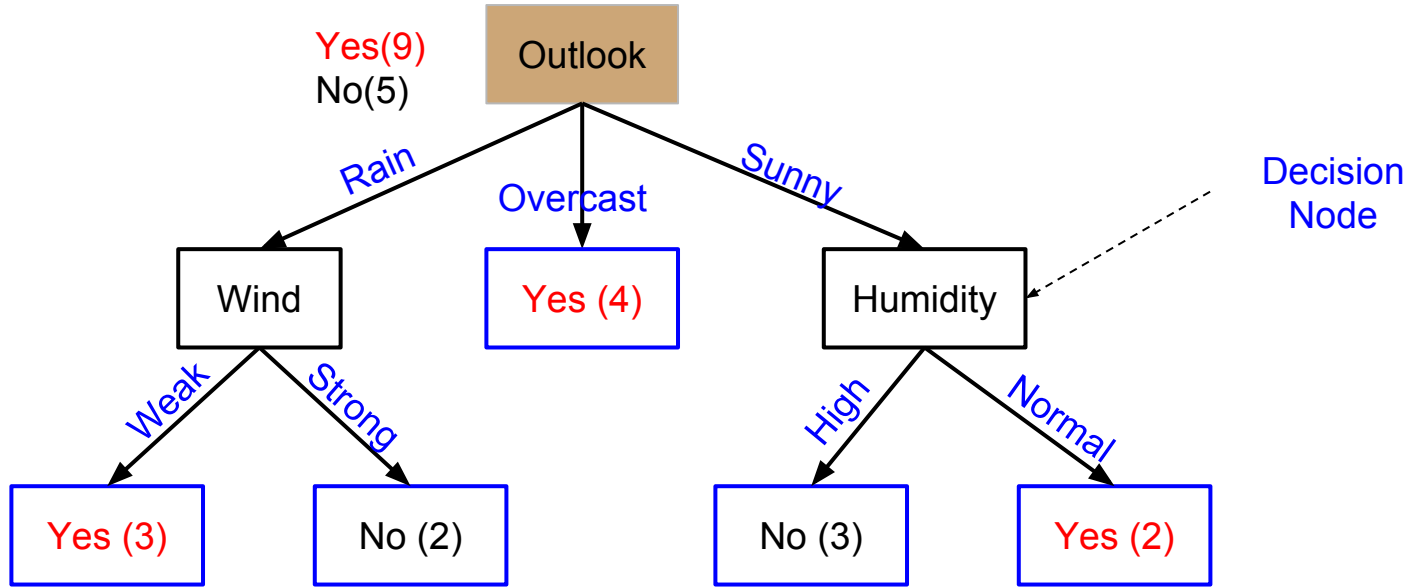 Yes(9)
No(5)
Outlook
Rain
Overcast
Sunny
Decision
Node
Wind
Yes (4)
Humidity
Weak
Strong
High
Normal
Yes (3)
No (2)
No (3)
Yes (2)